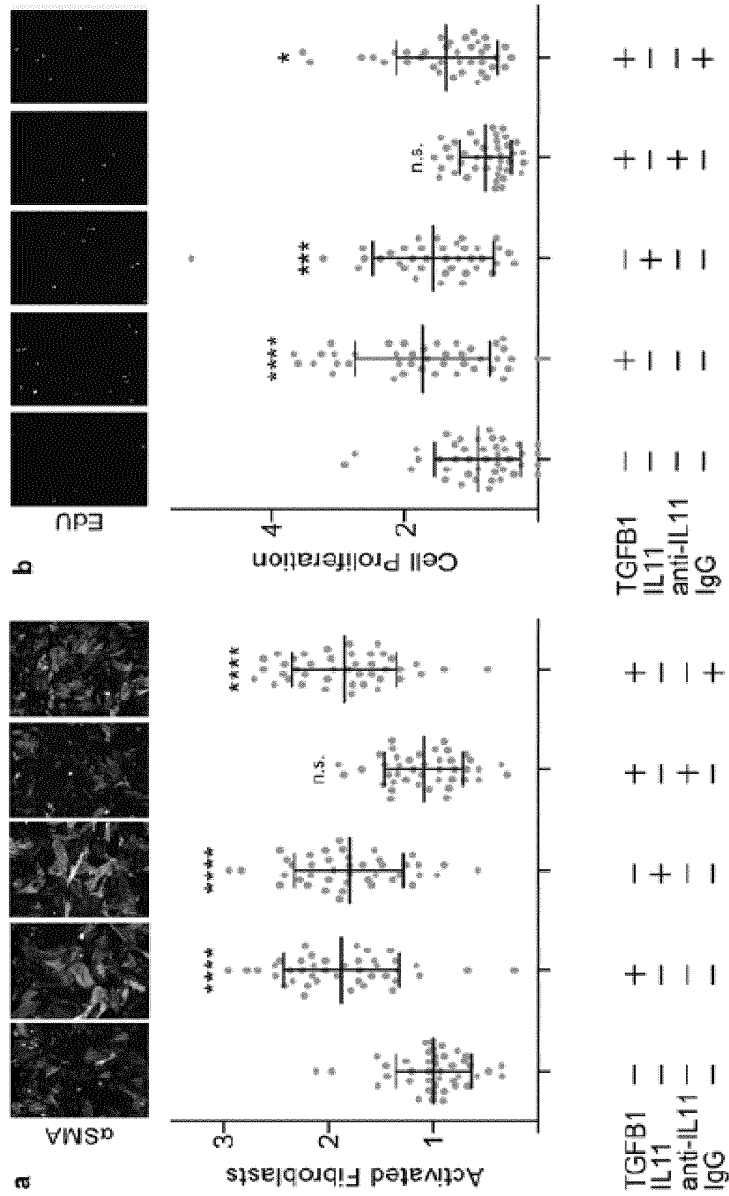 a
αSMA
Activated Fibroblasts
3
2
1
****
****
n.s.
****
TGFB1 − + − + +
IL11 − − + − −
anti-IL11 − − − + −
IgG − − − − +
b
EdU
Cell Proliferation
4
2
****
***
n.s.
*
TGFB1 − + − + +
IL11 − − + − −
anti-IL11 − − − + −
IgG − − − − +